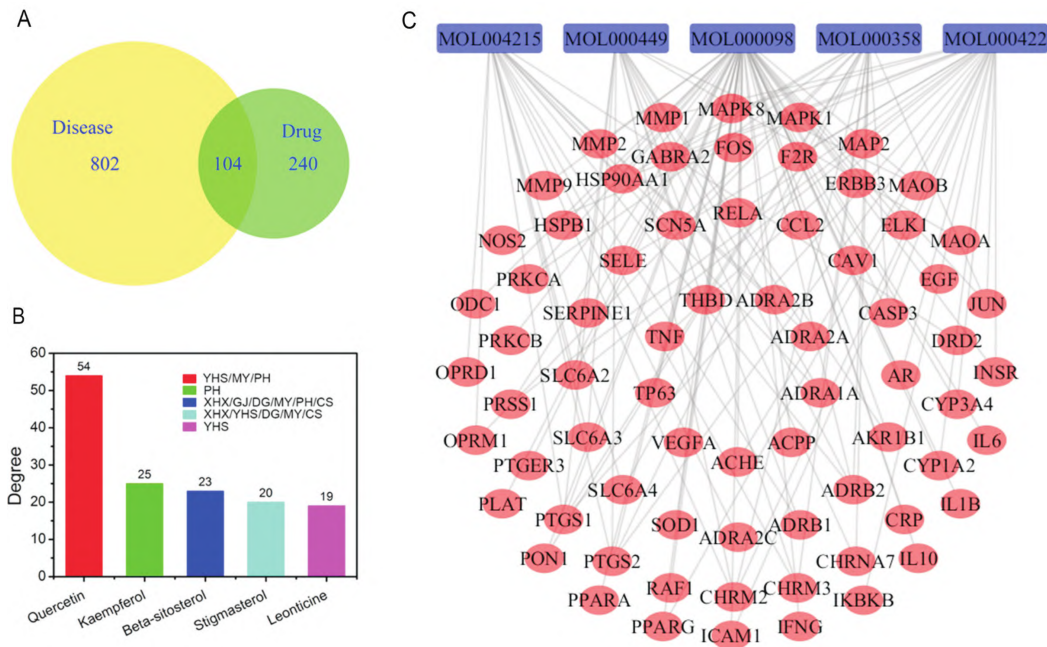 A
Disease
802
104
Drug
240
B
Degree
60
50
40
30
20
10
0
54
25
23
20
19
YHS/MY/PH
PH
XHX/GJ/DG/MY/PH/CS
XHX/YHS/DG/MY/CS
YHS
Quercetin
Kaempferol
Beta-sitosterol
Stigmasterol
Leonticine
C
MOL004215 MOL000449 MOL000098 MOL000358 MOL000422
MAPK8
MMP1 MAPK1
MMP2 FOS MAP2
GABRA2 F2R
MMP9 HSP90AA1 ERBB3 MAOB
RELA
NOS2 HSPB1 SCN5A CCL2 ELK1 MAOA
SELE CAV1
PRKCA EGF
ODC1 THBD ADRA2B JUN
SERPINE1 CASP3
PRKCB TNF ADRA2A DRD2
OPRD1 SLC6A2 AR INSR
PRSS1 TP63 ADRA1A CYP3A4
OPRM1 SLC6A3 VEGFA ACPP AKR1B1 IL6
PTGER3 ACHE CYP1A2
PLAT SLC6A4 ADRB2 IL1B
PTGS1 SOD1 ADRA2C ADRB1 CRP
PON1 PTGS2 CHRNA7 IL10
PPARA RAF1 CHRM2 CHRM3 IKBKB
PPARG ICAM1 IFNG